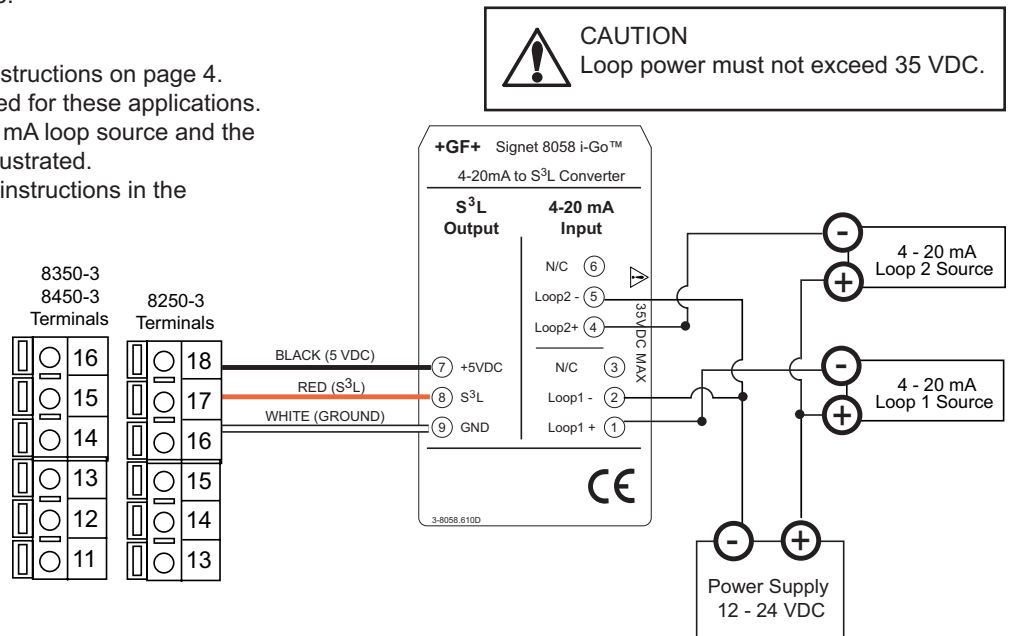 CAUTION
Loop power must not exceed 35 VDC.
structions on page 4.
ed for these applications.
mA loop source and the
ustrated.
instructions in the
+GF+ Signet 8058 i-Go™
4-20mA to S³L Converter
S³L
Output
4-20 mA
Input
N/C 6
Loop2 - 5
Loop2+ 4
N/C 3
Loop1 - 2
Loop1 + 1
35VDC MAX
7 +5VDC
8 S³L
9 GND
CE
3-8058.610D
8350-3
8450-3
Terminals
16
15
14
13
12
11
8250-3
Terminals
18
17
16
15
14
13
BLACK (5 VDC)
RED (S³L)
WHITE (GROUND)
-
+
4 - 20 mA
Loop 2 Source
-
+
4 - 20 mA
Loop 1 Source
-
+
Power Supply
12 - 24 VDC